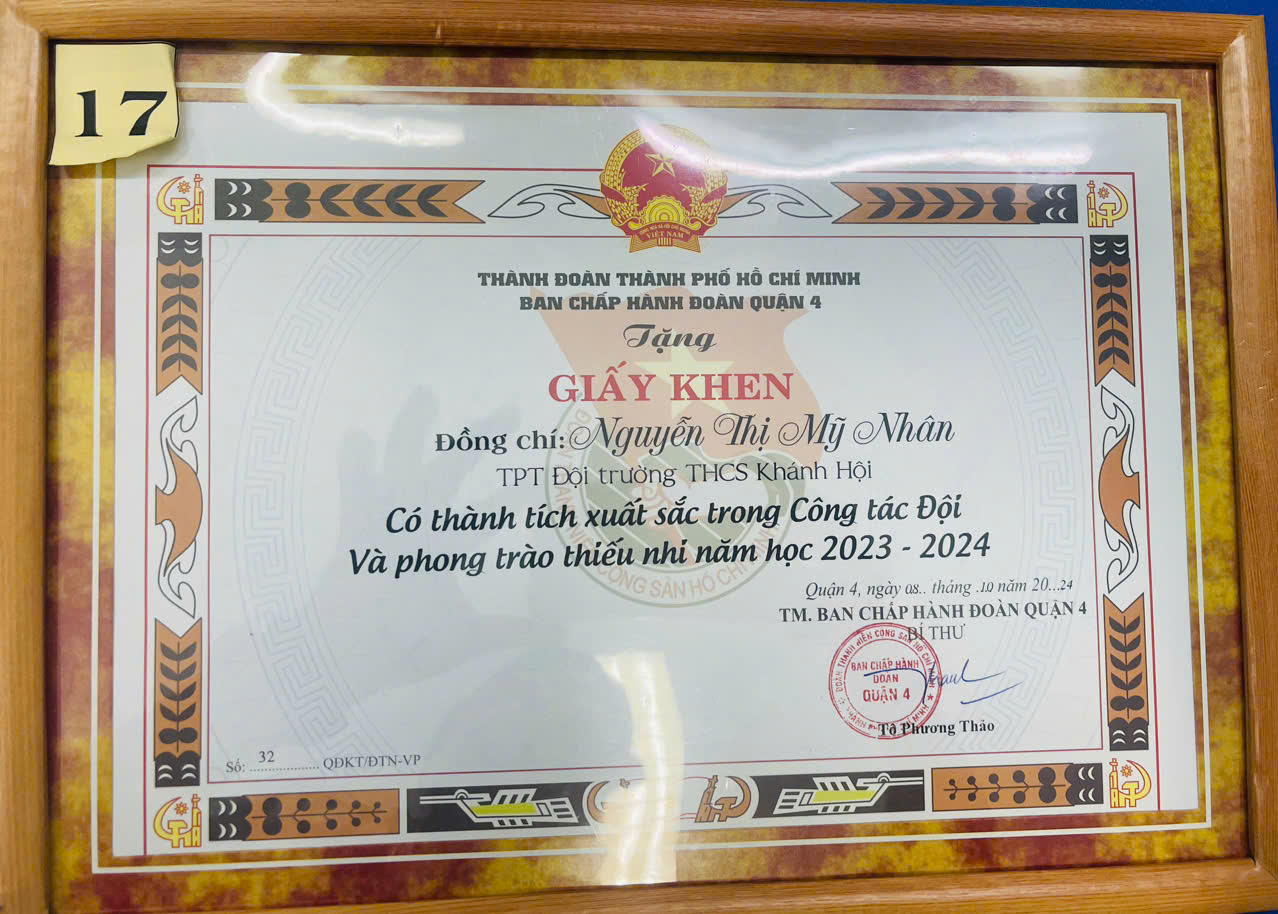 17
VIỆT NAM
THÀNH ĐOÀN THÀNH PHỐ HỒ CHÍ MINH
BAN CHẤP HÀNH ĐOÀN QUẬN 4
Tặng
GIẤY KHEN
Đồng chí: Nguyễn Thị Mỹ Nhân
TPT Đội trường THCS Khánh Hội
Có thành tích xuất sắc trong Công tác Đội
Và phong trào thiếu nhi năm học 2023 - 2024
Quận 4, ngày 08.. tháng .10 năm 20...24
TM. BAN CHẤP HÀNH ĐOÀN QUẬN 4
BÍ THƯ
BAN CHẤP HÀNH
ĐOÀN
QUẬN 4
Tô Phương Thảo
Số: 32 QĐKT/ĐTN-VP